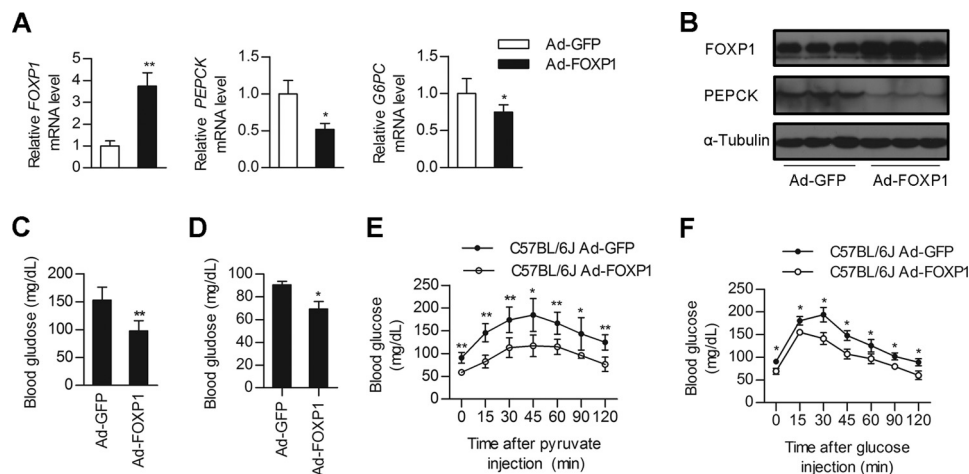 A
Relative FOXP1
mRNA level
5
4
3
2
1
0
**
Relative PEPCK
mRNA level
1.5
1.0
0.5
0.0
*
Relative G6PC
mRNA level
1.5
1.0
0.5
0.0
*
Ad-GFP
Ad-FOXP1
B
FOXP1
PEPCK
α-Tubulin
Ad-GFP Ad-FOXP1
C
Blood gludose (mg/dL)
200
150
100
50
0
**
Ad-GFP
Ad-FOXP1
D
Blood gludose (mg/dL)
100
80
60
40
20
0
*
Ad-GFP
Ad-FOXP1
E
C57BL/6J Ad-GFP
C57BL/6J Ad-FOXP1
Blood glucose
(mg/dL)
250
200
150
100
50
0
** ** ** * ** * **
0 15 30 45 60 90 120
Time after pyruvate
injection (min)
F
C57BL/6J Ad-GFP
C57BL/6J Ad-FOXP1
Blood glucose
(mg/dL)
250
200
150
100
50
0
* * * * * * *
0 15 30 45 60 90 120
Time after glucose
injection (min)